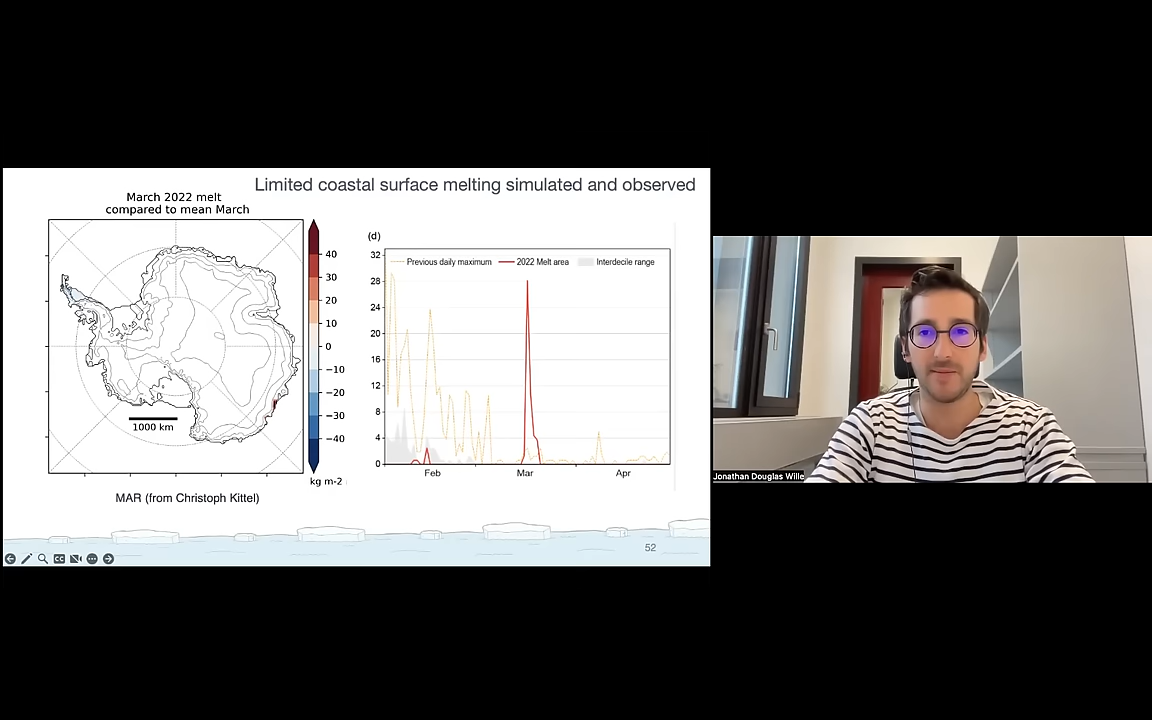 Limited coastal surface melting simulated and observed
March 2022 melt
compared to mean March
40
30
20
10
0
−10
−20
−30
−40
kg m-2
1000 km
MAR (from Christoph Kittel)
(d)
Previous daily maximum
2022 Melt area
Interdecile range
32
28
24
20
16
12
8
4
0
Feb
Mar
Apr
52
CC
Jonathan Douglas Wille